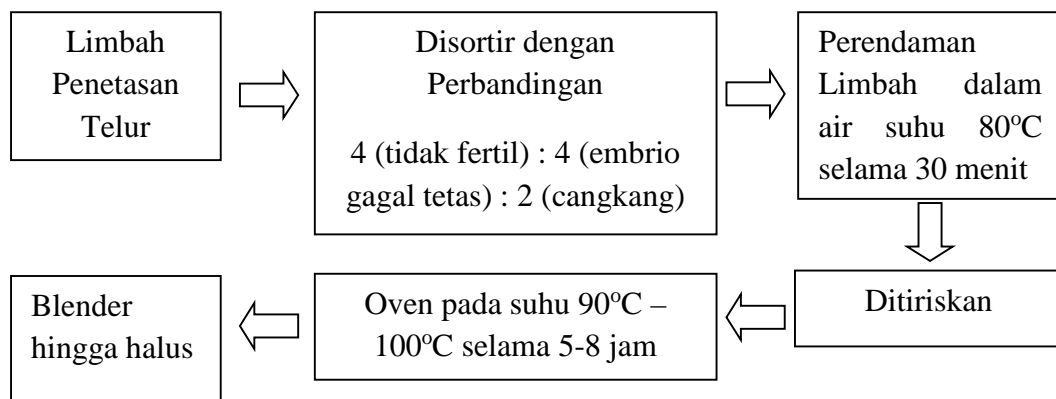 Limbah
Penetasan
Telur
Disortir dengan
Perbandingan
4 (tidak fertil) : 4 (embrio
gagal tetas) : 2 (cangkang)
Perendaman
Limbah dalam
air suhu 80°C
selama 30 menit
Ditiriskan
Oven pada suhu 90°C –
100°C selama 5-8 jam
Blender
hingga halus